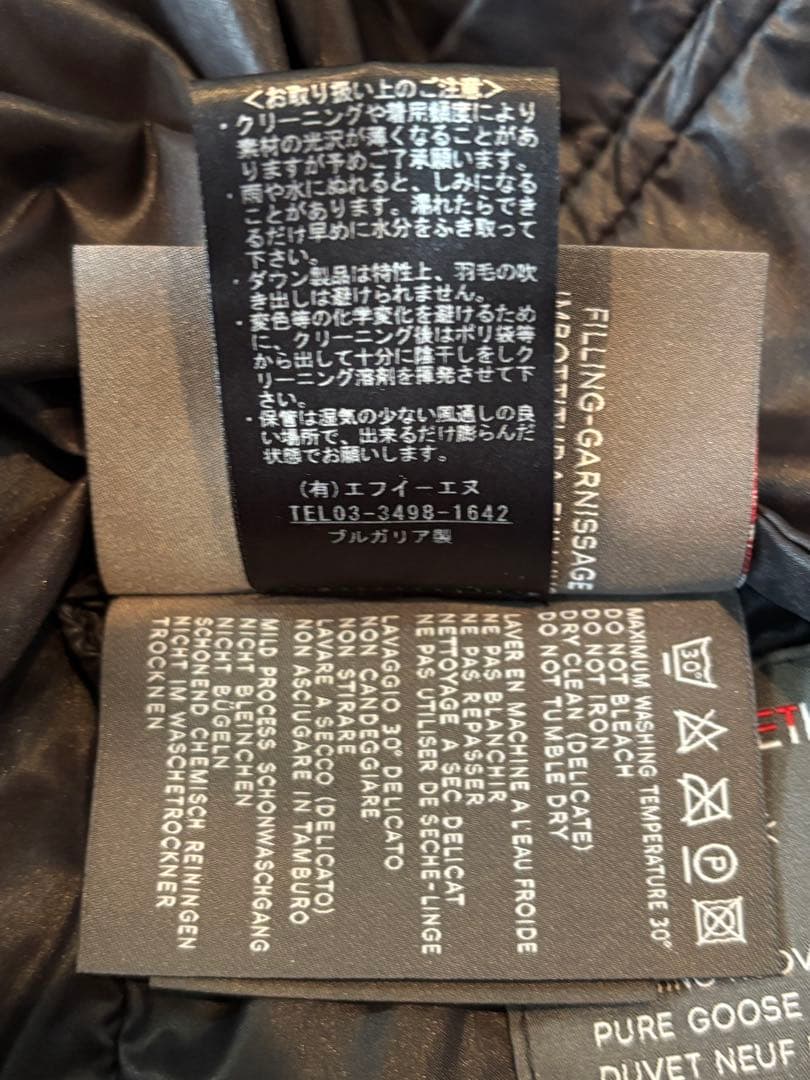 <お取り扱い上のご注意>
・クリーニングや着用頻度により
素材の光沢が薄くなることがあ
りますが予めご了承願います。
・雨や水にぬれると、しみになる
ことがあります。濡れたらでき
るだけ早めに水分をふき取って
下さい。
・ダウン製品は特性上、羽毛の吹
き出しは避けられません。
・変色等の化学変化を避けるため
に、クリーニング後はポリ袋等
から出して十分に陰干しをしク
リーニング溶剤を揮発させて下
さい。
・保管は湿気の少ない風通しの良
い場所で、出来るだけ膨らんだ
状態でお願いします。
(有)エフイーエヌ
TEL03-3498-1642
ブルガリア製
FILLING-GARNISSAGE
30°
P
MAXIMUM WASHING TEMPERATURE 30°
DO NOT BLEACH
DO NOT IRON
DRY CLEAN (DELICATE)
DO NOT TUMBLE DRY
LAVER EN MACHINE A L'EAU FROIDE
NE PAS BLANCHIR
NE PAS REPASSER
NETTOYAGE A SEC DELICAT
NE PAS UTILISER DE SECHE-LINGE
LAVAGGIO 30° DELICATO
NON CANDEGGIARE
NON STIRARE
LAVARE A SECCO (DELICATO)
NON ASCIUGARE IN TAMBURO
MILD PROCESS SCHONWASCHGANG
NICHT BLEINCHEN
NICHT BÜGELN
SCHONEND CHEMISCH REININGEN
NICHT IM WASCHETROCKNER
TROCKNEN
PURE GOOSE
DUVET NEUF